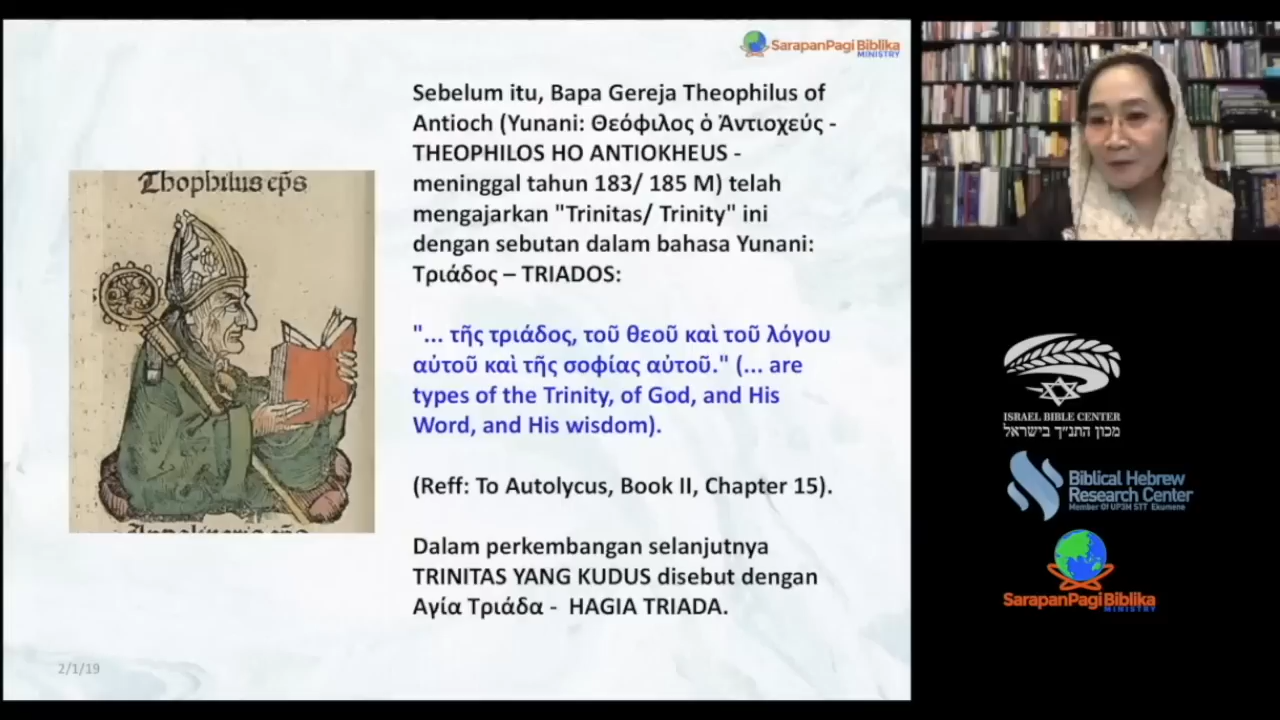 SarapanPagi Biblika
MINISTRY
Sebelum itu, Bapa Gereja Theophilus of
Antioch (Yunani: Θεόφιλος ὁ Ἀντιοχεύς -
THEOPHILOS HO ANTIOKHEUS -
meninggal tahun 183/ 185 M) telah
mengajarkan "Trinitas/ Trinity" ini
dengan sebutan dalam bahasa Yunani:
Τριάδος – TRIADOS:
"... τῆς τριάδος, τοῦ θεοῦ καὶ τοῦ λόγου
αὐτοῦ καὶ τῆς σοφίας αὐτοῦ." (... are
types of the Trinity, of God, and His
Word, and His wisdom).
(Reff: To Autolycus, Book II, Chapter 15).
Dalam perkembangan selanjutnya
TRINITAS YANG KUDUS disebut dengan
Αγία Τριάδα - HAGIA TRIADA.
Thophilus ep̃s
2/1/19
ISRAEL BIBLE CENTER
מכון התנ״ך בישראל
Biblical Hebrew
Research Center
Member Of UP3M STT Ekumene
SarapanPagi Biblika
MINISTRY